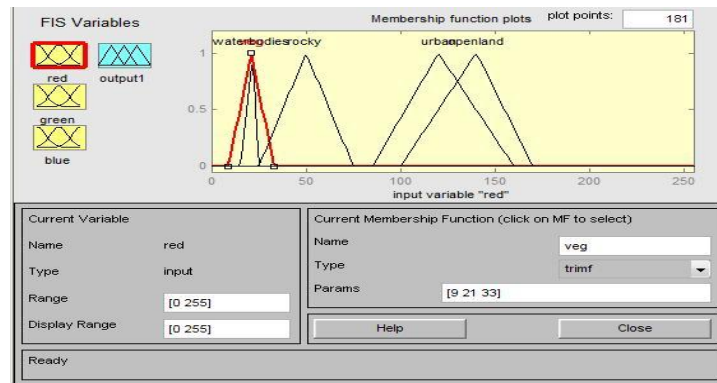 FIS Variables
Membership function plots
plot points:
181
red
output1
green
blue
waterbodies
rocky
urban
openland
1
0.5
0
0
50
100
150
200
250
input variable "red"
Current Variable
Name
red
Type
input
Range
[0 255]
Display Range
[0 255]
Current Membership Function (click on MF to select)
Name
veg
Type
trimf
Params
[9 21 33]
Help
Close
Ready